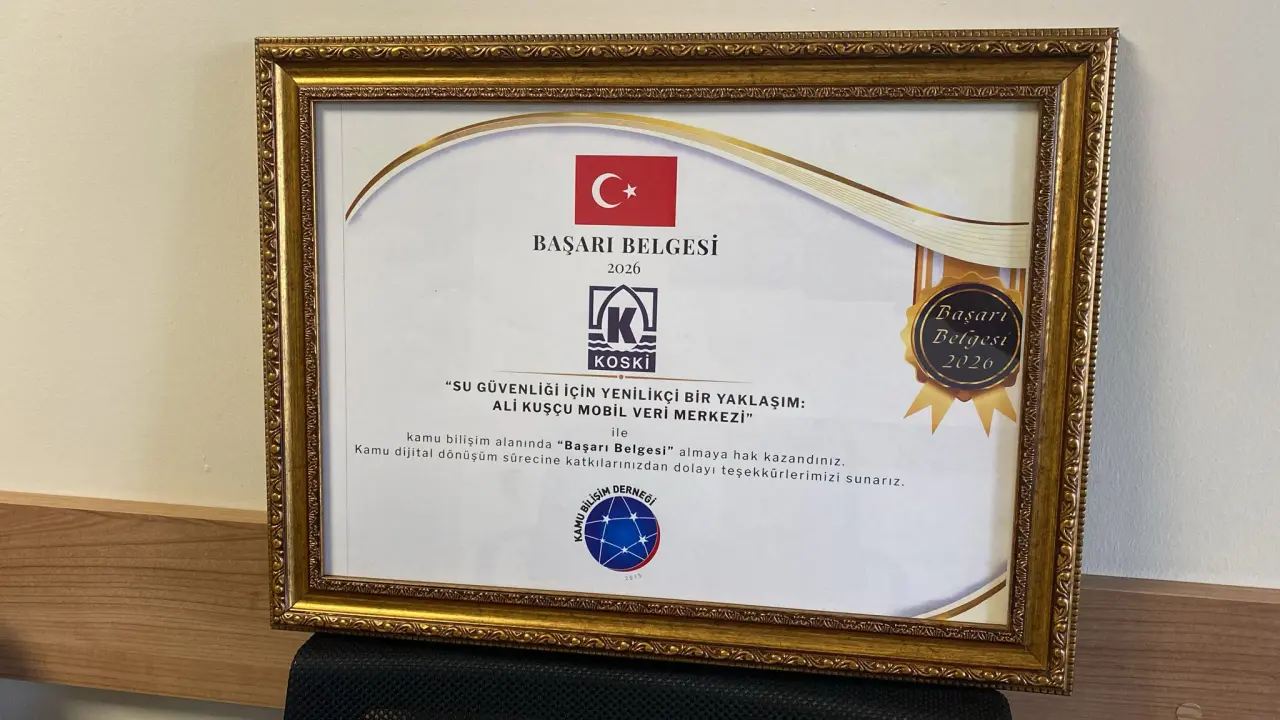 BAŞARI BELGESİ
2026
K
KOSKİ
Başarı
Belgesi
2026
“SU GÜVENLİĞİ İÇİN YENİLİKÇİ BİR YAKLAŞIM:
ALİ KUŞÇU MOBİL VERİ MERKEZİ”
ile
kamu bilişim alanında “Başarı Belgesi” almaya hak kazandınız.
Kamu dijital dönüşüm sürecine katkılarınızdan dolayı teşekkürlerimizi sunarız.
KAMU BİLİŞİM DERNEĞİ
2015